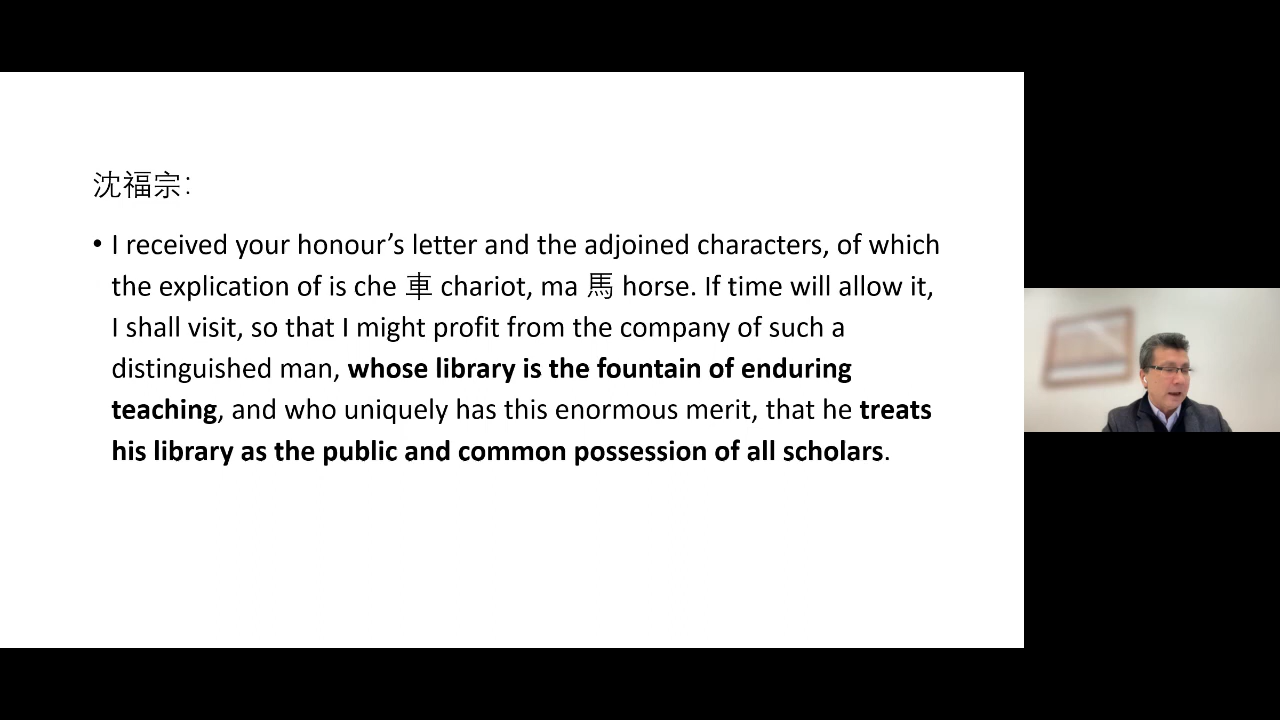 沈福宗：
• I received your honour’s letter and the adjoined characters, of which
the explication of is che 車 chariot, ma 馬 horse. If time will allow it,
I shall visit, so that I might profit from the company of such a
distinguished man, whose library is the fountain of enduring
teaching, and who uniquely has this enormous merit, that he treats
his library as the public and common possession of all scholars.